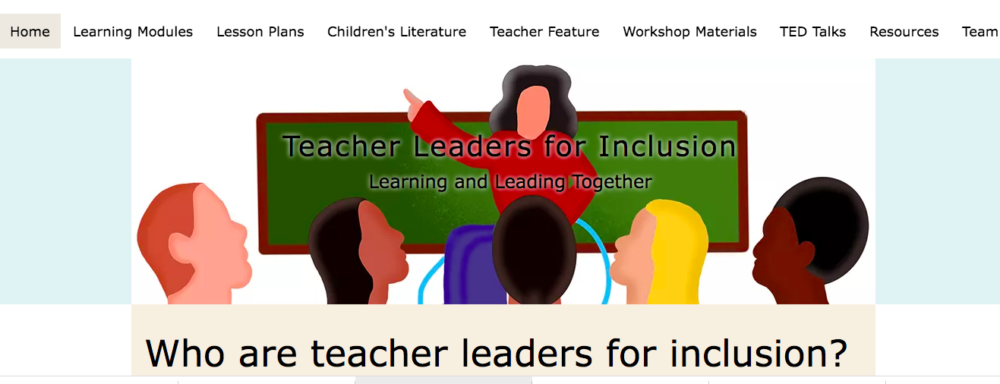 Home Learning Modules Lesson Plans Children's Literature Teacher Feature Workshop Materials TED Talks Resources Team
Teacher Leaders for Inclusion
Learning and Leading Together
Who are teacher leaders for inclusion?